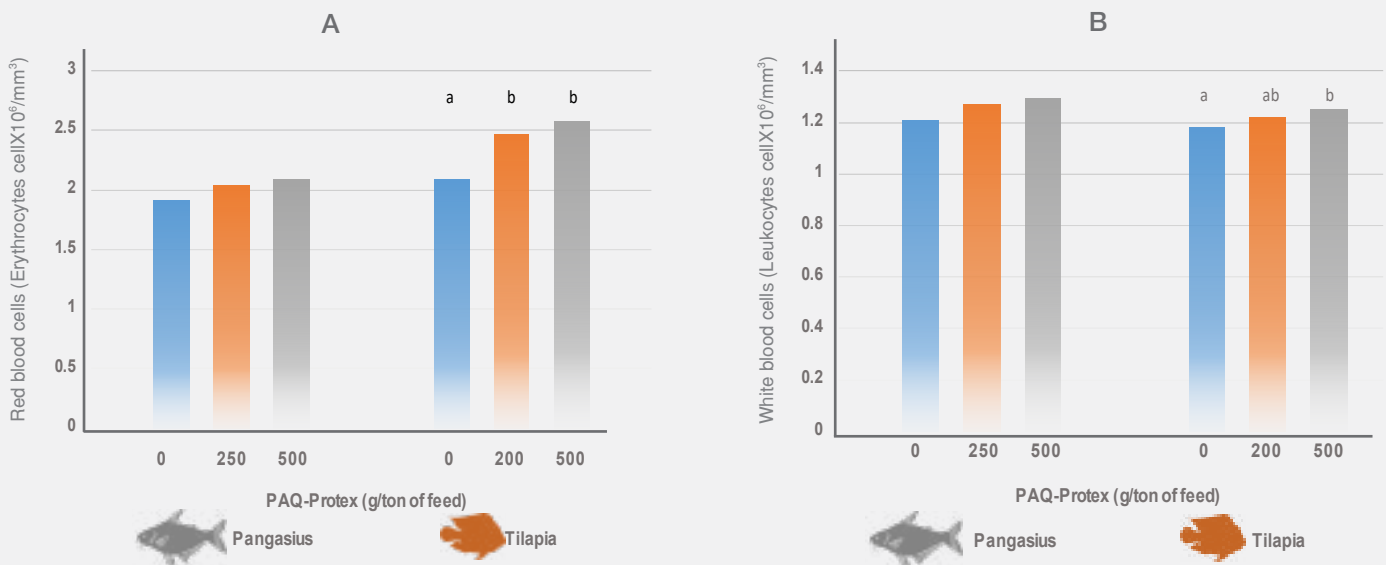 A
Red blood cells (Erythrocytes cellX10⁶/mm³)
3
2.5
2
1.5
1
0.5
0
a b b
0 250 500 0 200 500
PAQ-Protex (g/ton of feed)
Pangasius Tilapia
B
White blood cells (Leukocytes cellX10⁶/mm³)
1.4
1.2
1
0.8
0.6
0.4
0.2
0
a ab b
0 250 500 0 200 500
PAQ-Protex (g/ton of feed)
Pangasius Tilapia